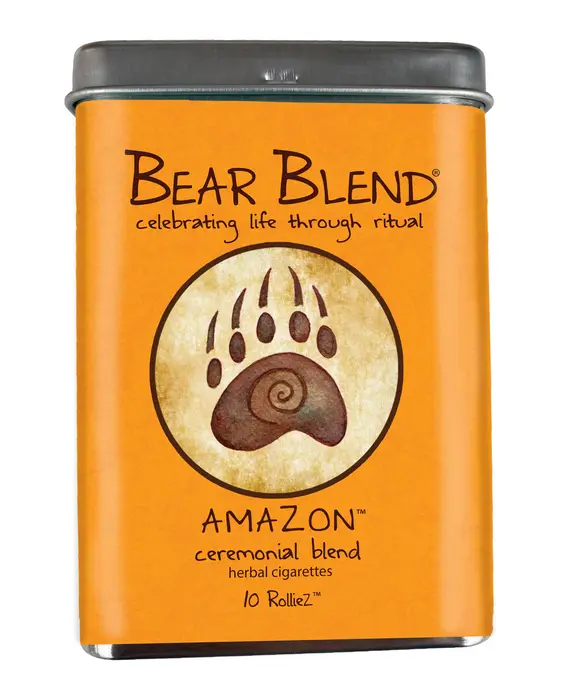 BEAR BLEND®
celebrating life through ritual
AMAZON™
ceremonial blend
herbal cigarettes
10 RollieZ™